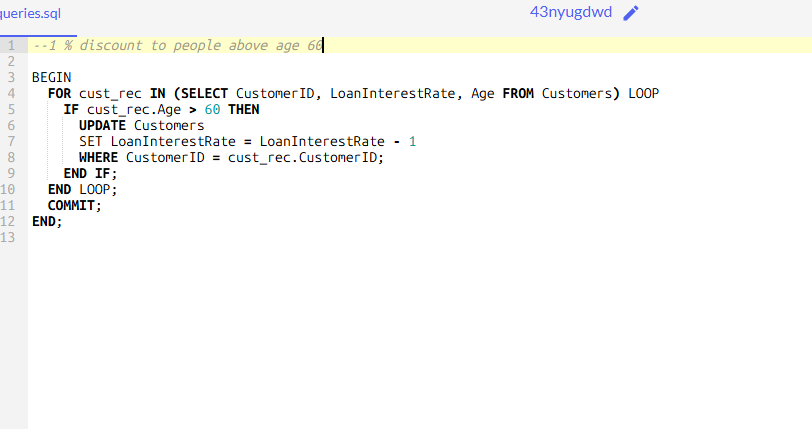 queries.sql
43nyugdwd
1 --1 % discount to people above age 60
2
3 BEGIN
4   FOR cust_rec IN (SELECT CustomerID, LoanInterestRate, Age FROM Customers) LOOP
5     IF cust_rec.Age > 60 THEN
6       UPDATE Customers
7       SET LoanInterestRate = LoanInterestRate - 1
8       WHERE CustomerID = cust_rec.CustomerID;
9     END IF;
10   END LOOP;
11   COMMIT;
12 END;
13